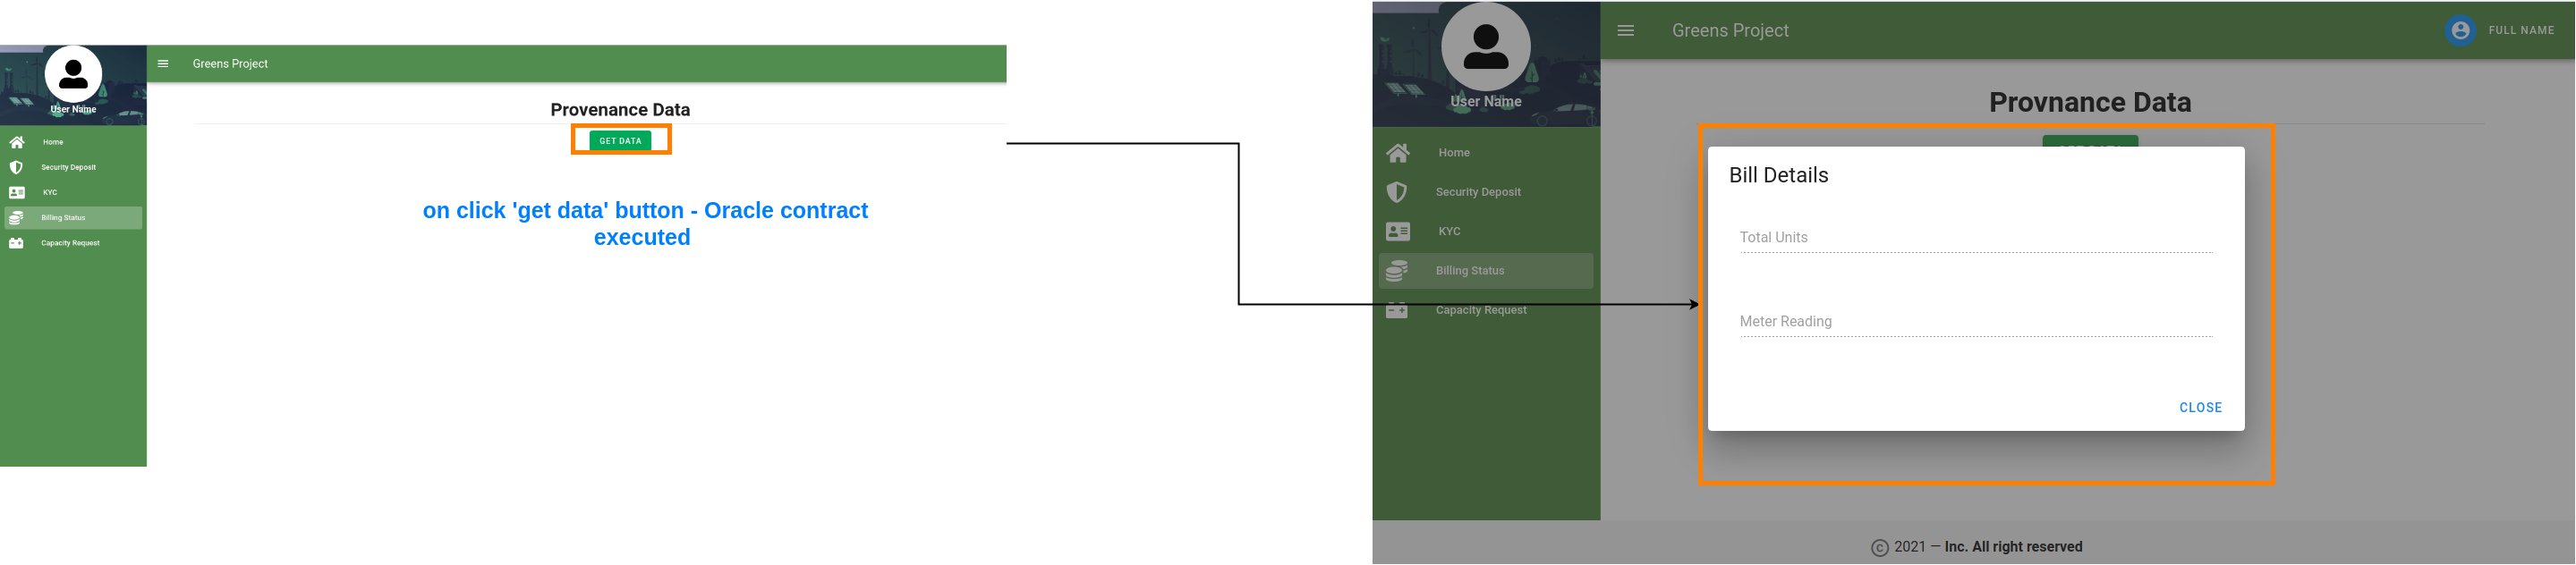 User Name
Home
Security Deposit
KYC
Billing Status
Capacity Request
Greens Project
Provenance Data
GET DATA
on click 'get data' button - Oracle contract
executed
User Name
Home
Security Deposit
KYC
Billing Status
Capacity Request
Greens Project
FULL NAME
Provnance Data
Bill Details
Total Units
Meter Reading
CLOSE
© 2021 — Inc. All right reserved